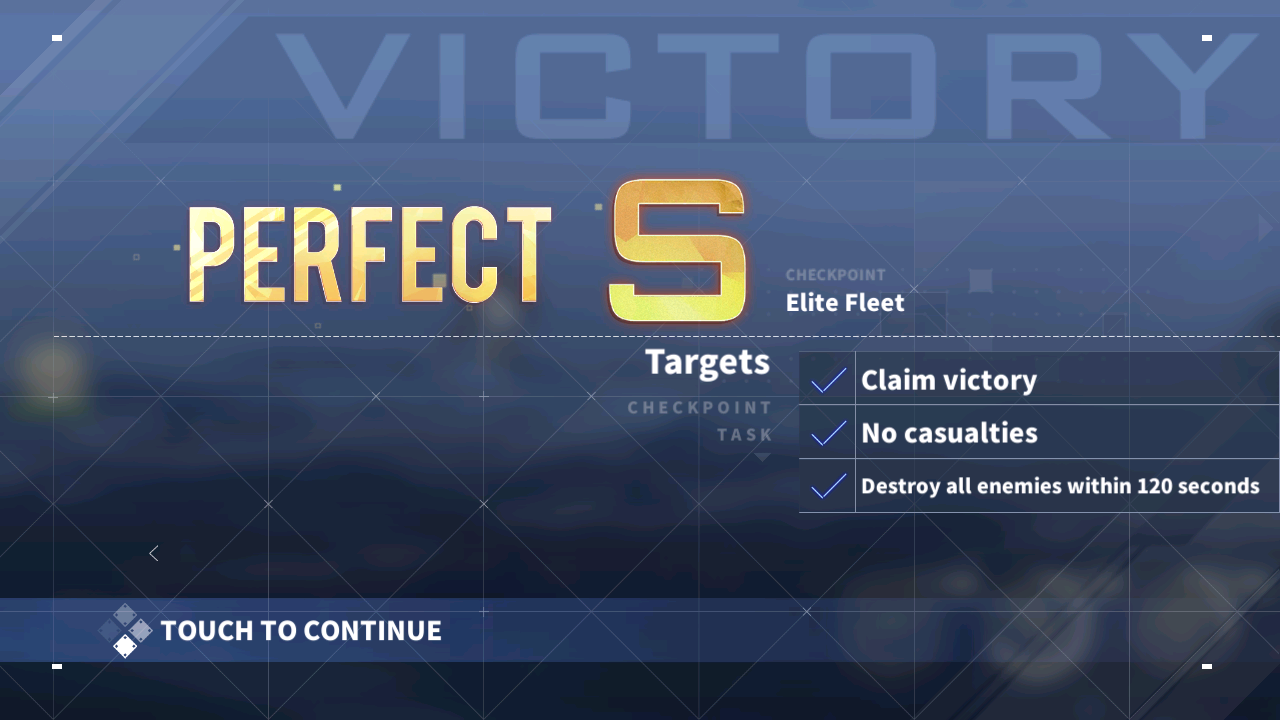 VICTORY
PERFECT S
CHECKPOINT
Elite Fleet
Targets
CHECKPOINT
TASK
Claim victory
No casualties
Destroy all enemies within 120 seconds
TOUCH TO CONTINUE